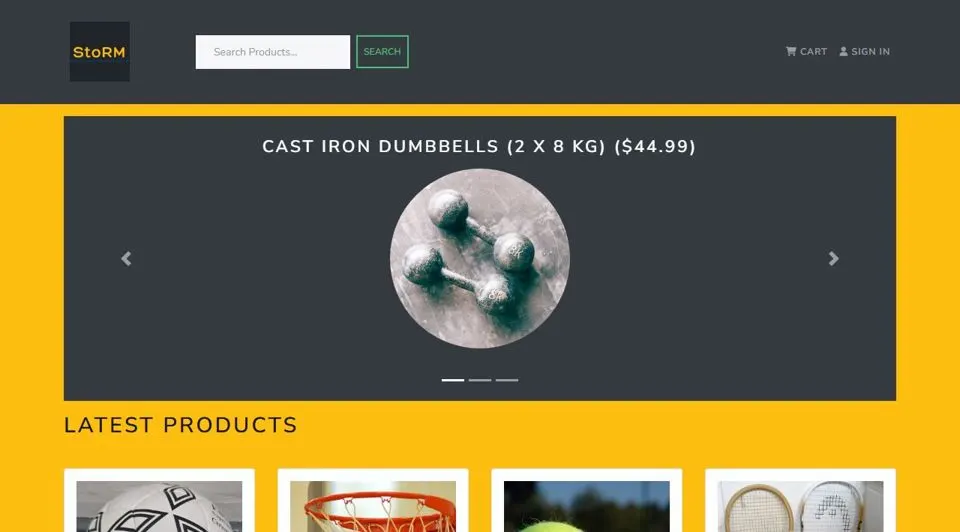 StoRM
Search Products...
SEARCH
CART
SIGN IN
CAST IRON DUMBBELLS (2 X 8 KG) ($44.99)
LATEST PRODUCTS